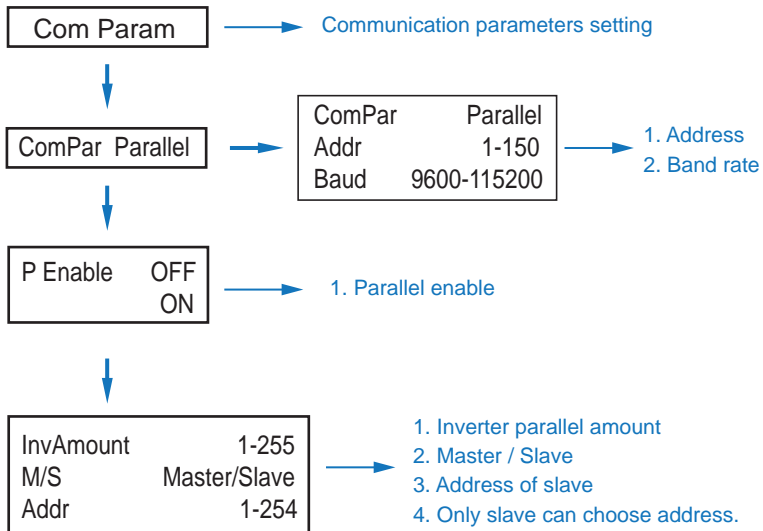 Com Param
Communication parameters setting
ComPar Parallel
ComPar Parallel
Addr 1-150
Baud 9600-115200
1. Address
2. Band rate
P Enable OFF
ON
1. Parallel enable
InvAmount 1-255
M/S Master/Slave
Addr 1-254
1. Inverter parallel amount
2. Master / Slave
3. Address of slave
4. Only slave can choose address.